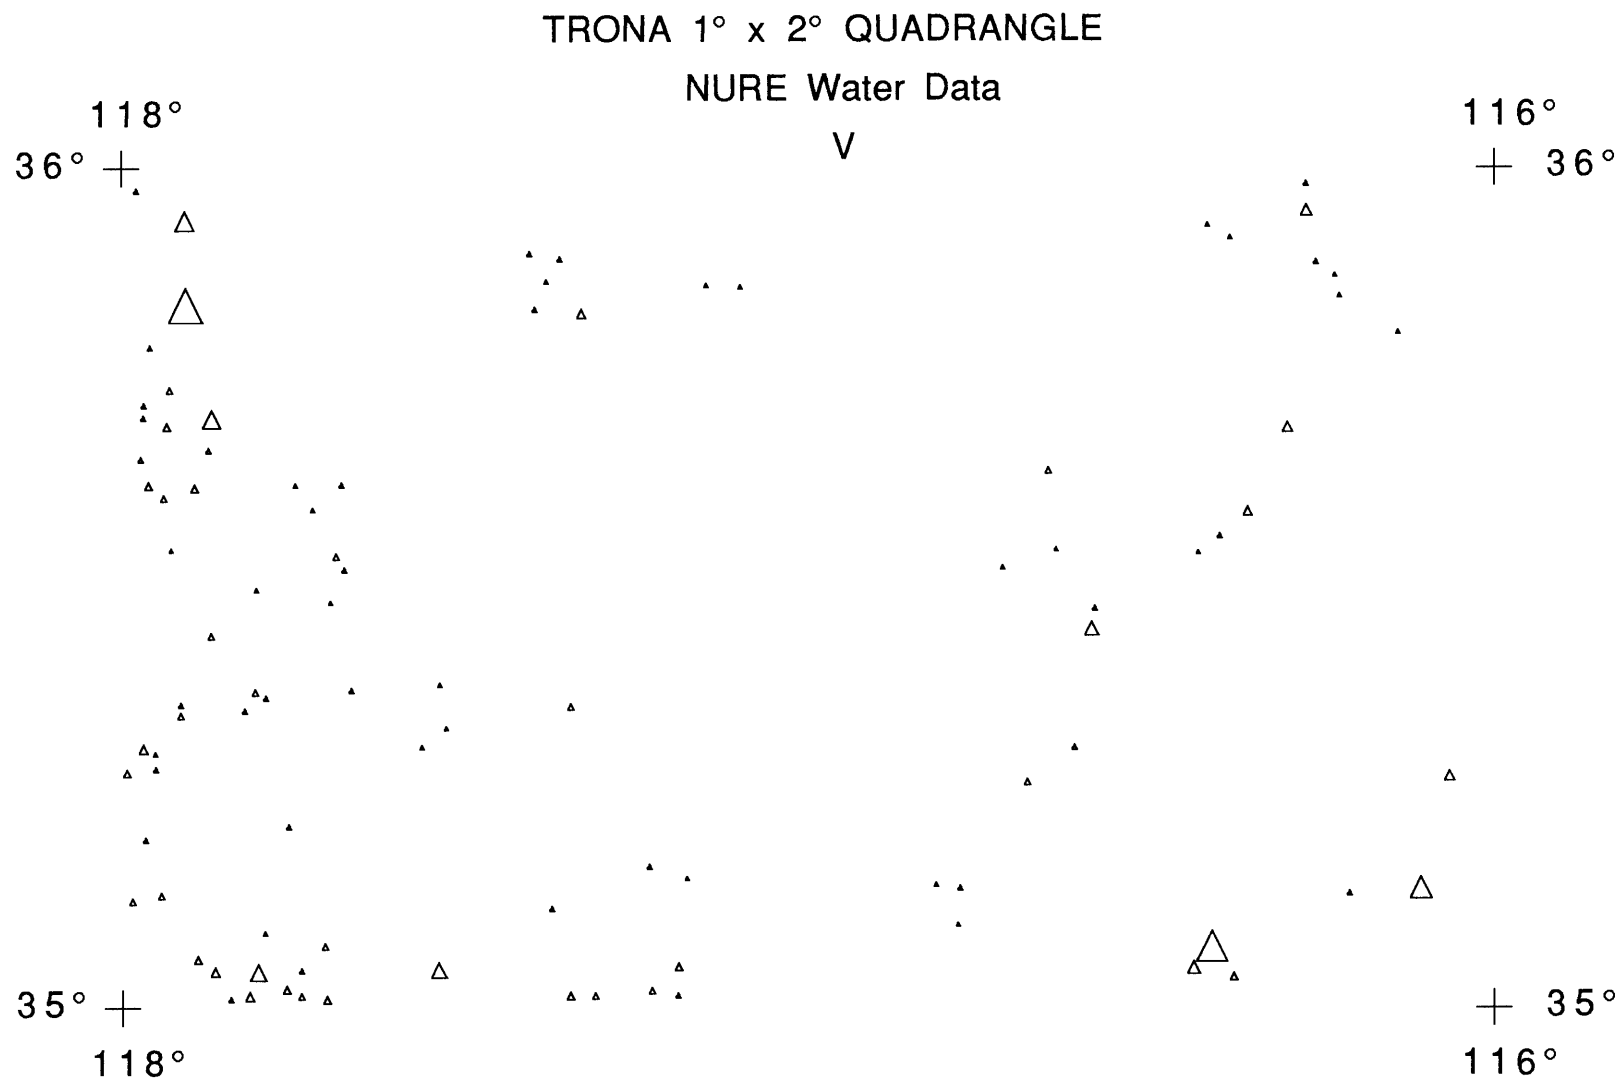 TRONA 1° x 2° QUADRANGLE
NURE Water Data
V
118°
116°
36°
36°
35°
35°
118°
116°